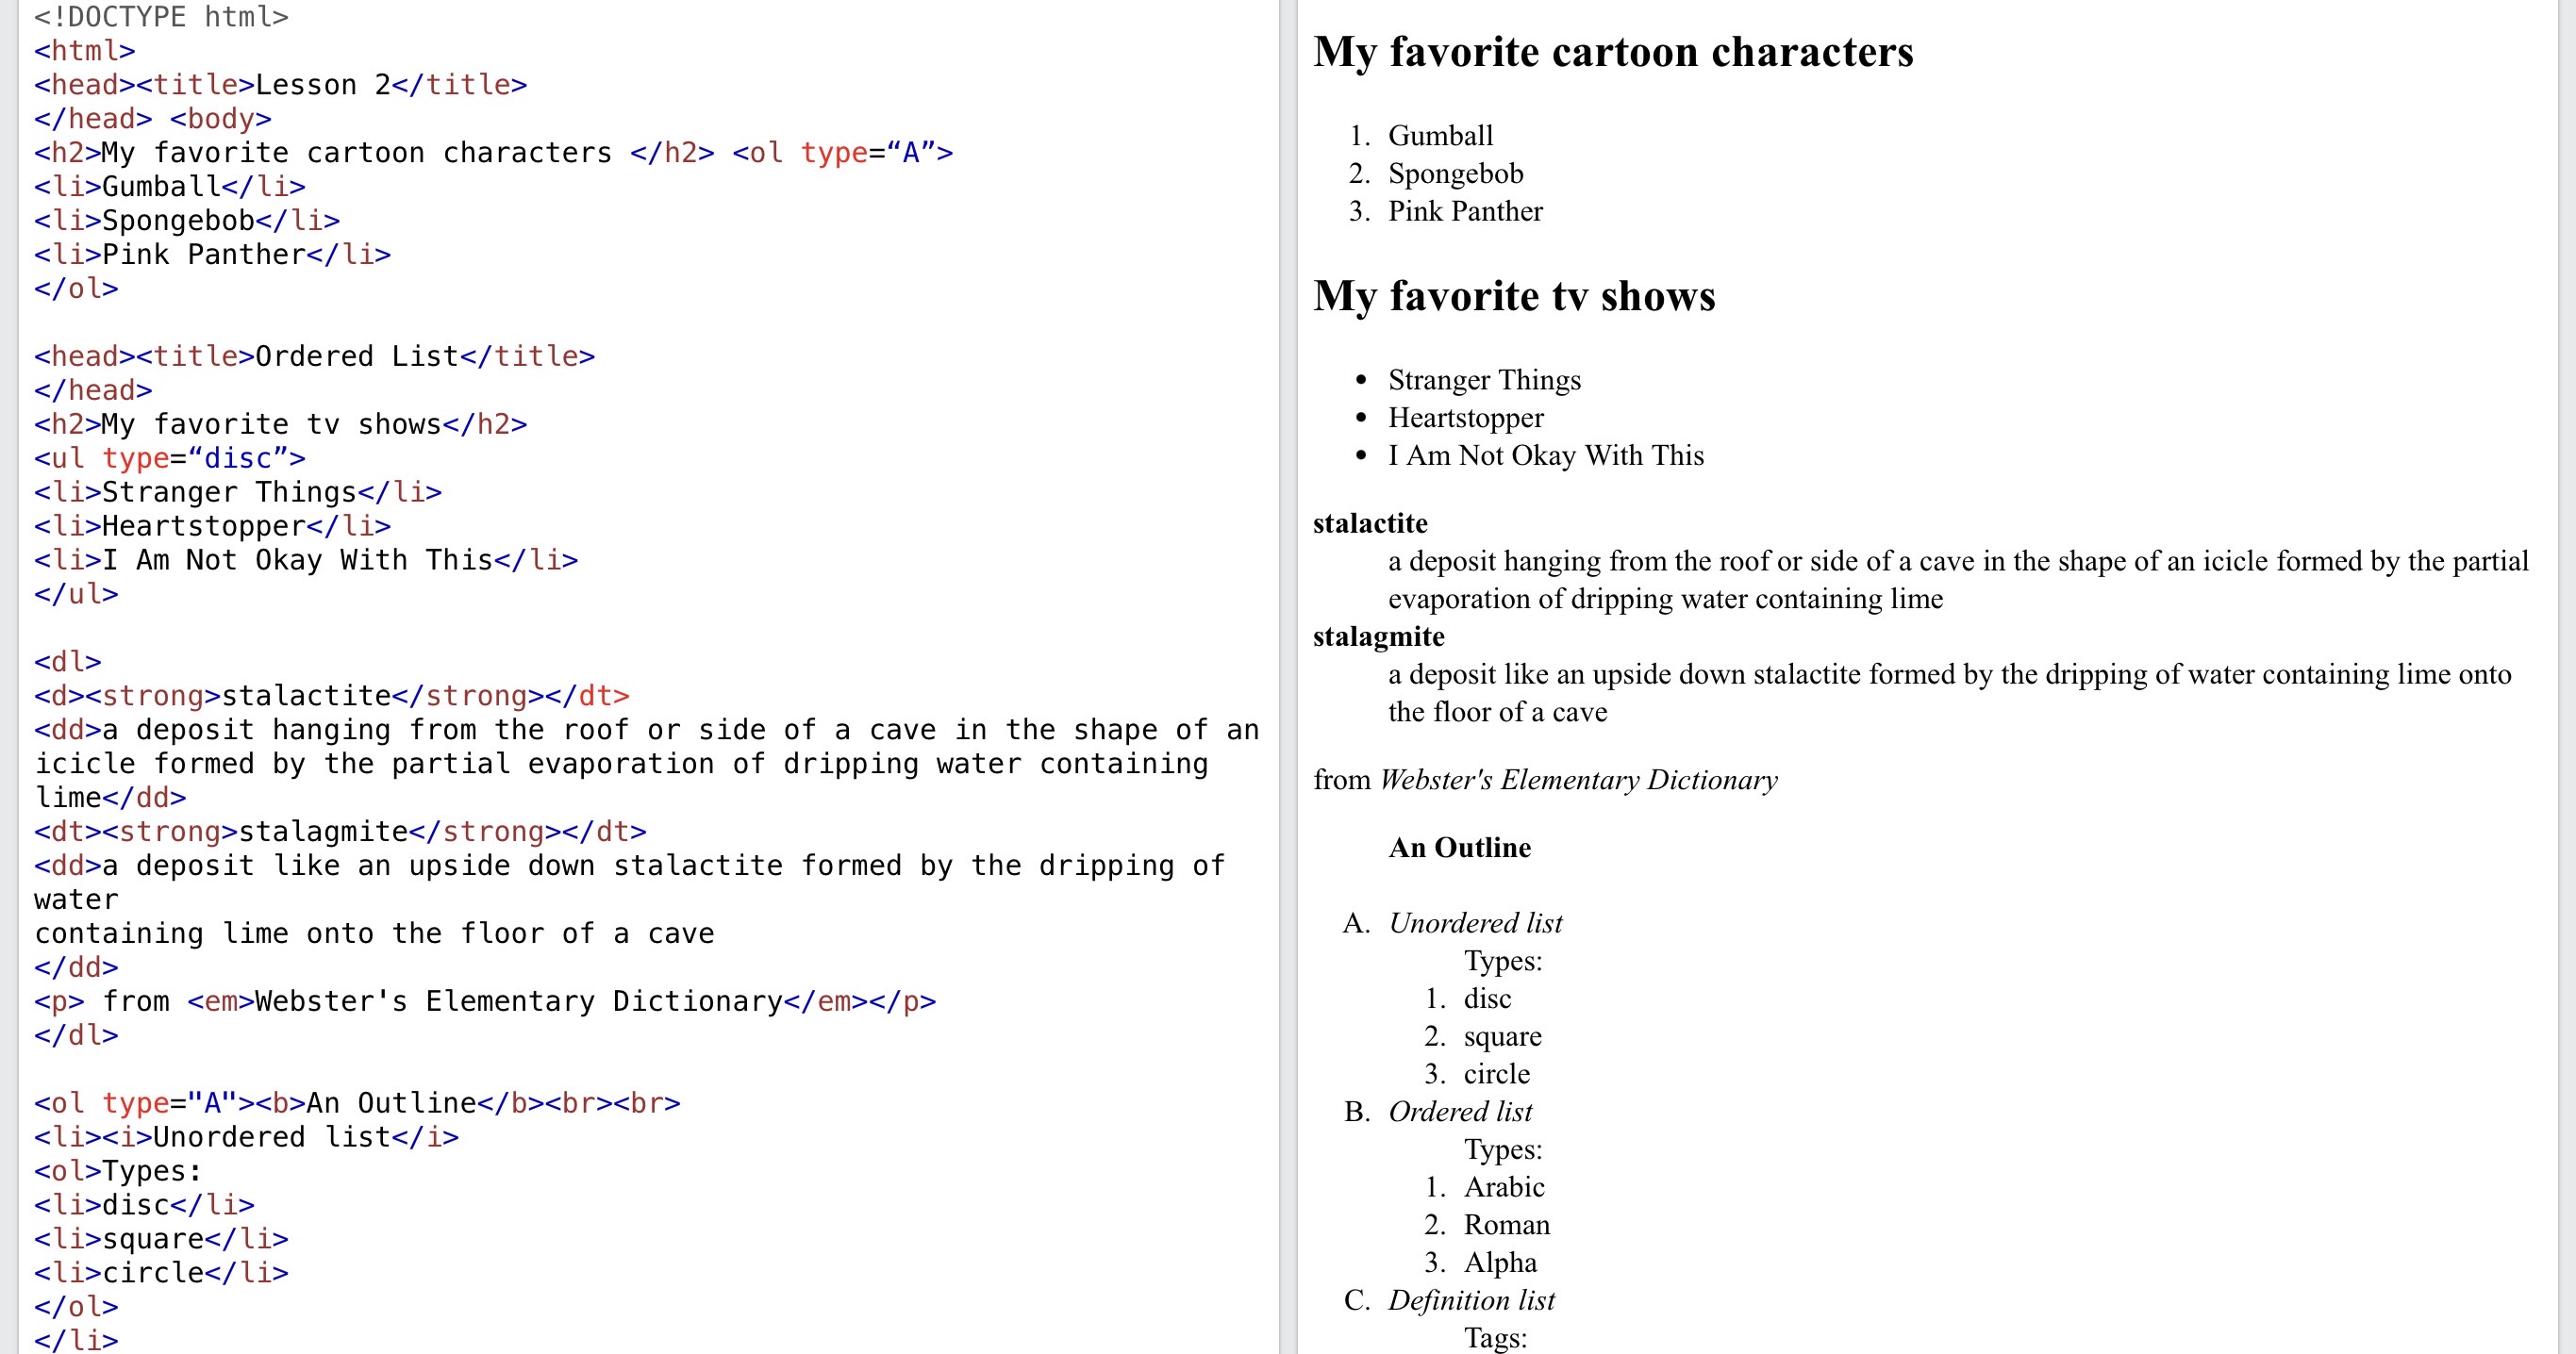 <!DOCTYPE html>
<html>
<head><title>Lesson 2</title>
</head> <body>
<h2>My favorite cartoon characters </h2> <ol type=“A”>
<li>Gumball</li>
<li>Spongebob</li>
<li>Pink Panther</li>
</ol>

<head><title>Ordered List</title>
</head>
<h2>My favorite tv shows</h2>
<ul type=“disc”>
<li>Stranger Things</li>
<li>Heartstopper</li>
<li>I Am Not Okay With This</li>
</ul>

<dl>
<d><strong>stalactite</strong></dt>
<dd>a deposit hanging from the roof or side of a cave in the shape of an
icicle formed by the partial evaporation of dripping water containing
lime</dd>
<dt><strong>stalagmite</strong></dt>
<dd>a deposit like an upside down stalactite formed by the dripping of
water
containing lime onto the floor of a cave
</dd>
<p> from <em>Webster's Elementary Dictionary</em></p>
</dl>

<ol type="A"><b>An Outline</b><br><br>
<li><i>Unordered list</i>
<ol>Types:
<li>disc</li>
<li>square</li>
<li>circle</li>
</ol>
</li>
My favorite cartoon characters
1. Gumball
2. Spongebob
3. Pink Panther
My favorite tv shows
• Stranger Things
• Heartstopper
• I Am Not Okay With This
stalactite
a deposit hanging from the roof or side of a cave in the shape of an icicle formed by the partial
evaporation of dripping water containing lime
stalagmite
a deposit like an upside down stalactite formed by the dripping of water containing lime onto
the floor of a cave
from Webster's Elementary Dictionary
An Outline
A. Unordered list
Types:
1. disc
2. square
3. circle
B. Ordered list
Types:
1. Arabic
2. Roman
3. Alpha
C. Definition list
Tags: